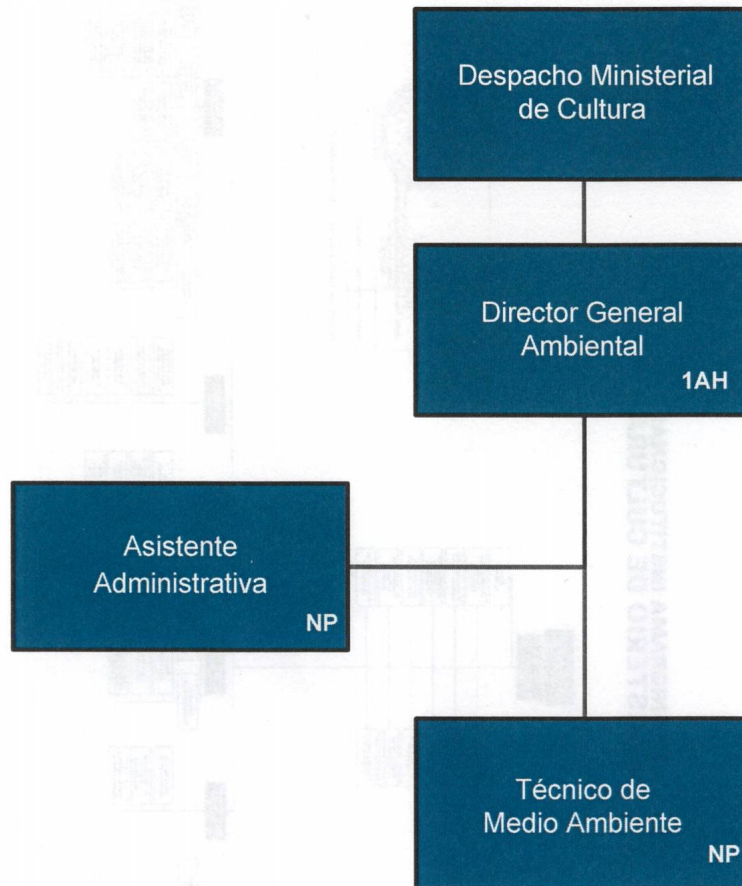 Despacho Ministerial
de Cultura
Director General
Ambiental
1AH
Asistente
Administrativa
NP
Técnico de
Medio Ambiente
NP